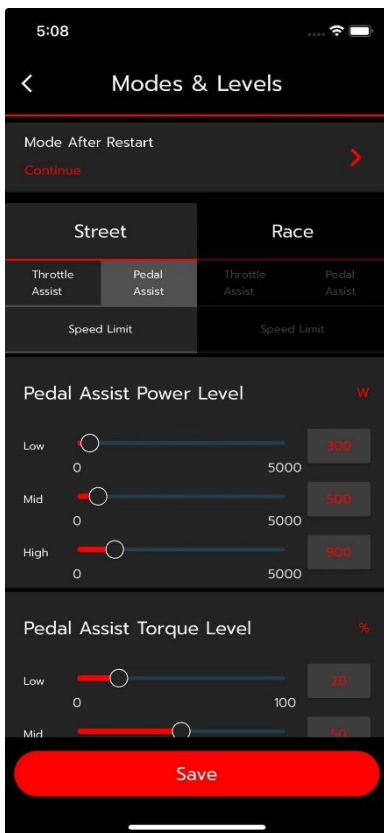 5:08
Modes & Levels
Mode After Restart
Continue
Street Race
Throttle Assist Pedal Assist Throttle Assist Pedal Assist
Speed Limit Speed Limit
Pedal Assist Power Level W
Low 300
0 5000
Mid 500
0 5000
High 900
0 5000
Pedal Assist Torque Level %
Low 20
0 100
Mid 50
Save